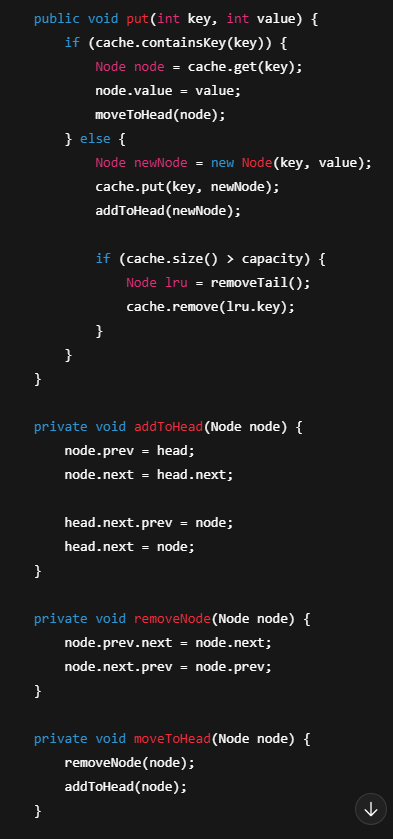 public void put(int key, int value) {
    if (cache.containsKey(key)) {
        Node node = cache.get(key);
        node.value = value;
        moveToHead(node);
    } else {
        Node newNode = new Node(key, value);
        cache.put(key, newNode);
        addToHead(newNode);

        if (cache.size() > capacity) {
            Node lru = removeTail();
            cache.remove(lru.key);
        }
    }
}

private void addToHead(Node node) {
    node.prev = head;
    node.next = head.next;

    head.next.prev = node;
    head.next = node;
}

private void removeNode(Node node) {
    node.prev.next = node.next;
    node.next.prev = node.prev;
}

private void moveToHead(Node node) {
    removeNode(node);
    addToHead(node);
}